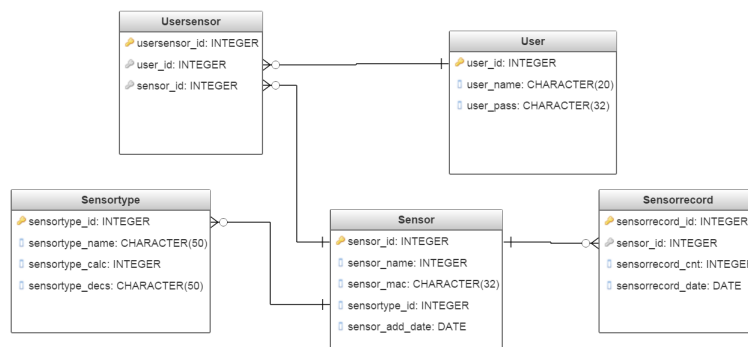 Usersensor
usersensor_id: INTEGER
user_id: INTEGER
sensor_id: INTEGER
User
user_id: INTEGER
user_name: CHARACTER(20)
user_pass: CHARACTER(32)
Sensortype
sensortype_id: INTEGER
sensortype_name: CHARACTER(50)
sensortype_calc: INTEGER
sensortype_decs: CHARACTER(50)
Sensor
sensor_id: INTEGER
sensor_name: INTEGER
sensor_mac: CHARACTER(32)
sensortype_id: INTEGER
sensor_add_date: DATE
Sensorrecord
sensorrecord_id: INTEGER
sensor_id: INTEGER
sensorrecord_cnt: INTEGER
sensorrecord_date: DATE